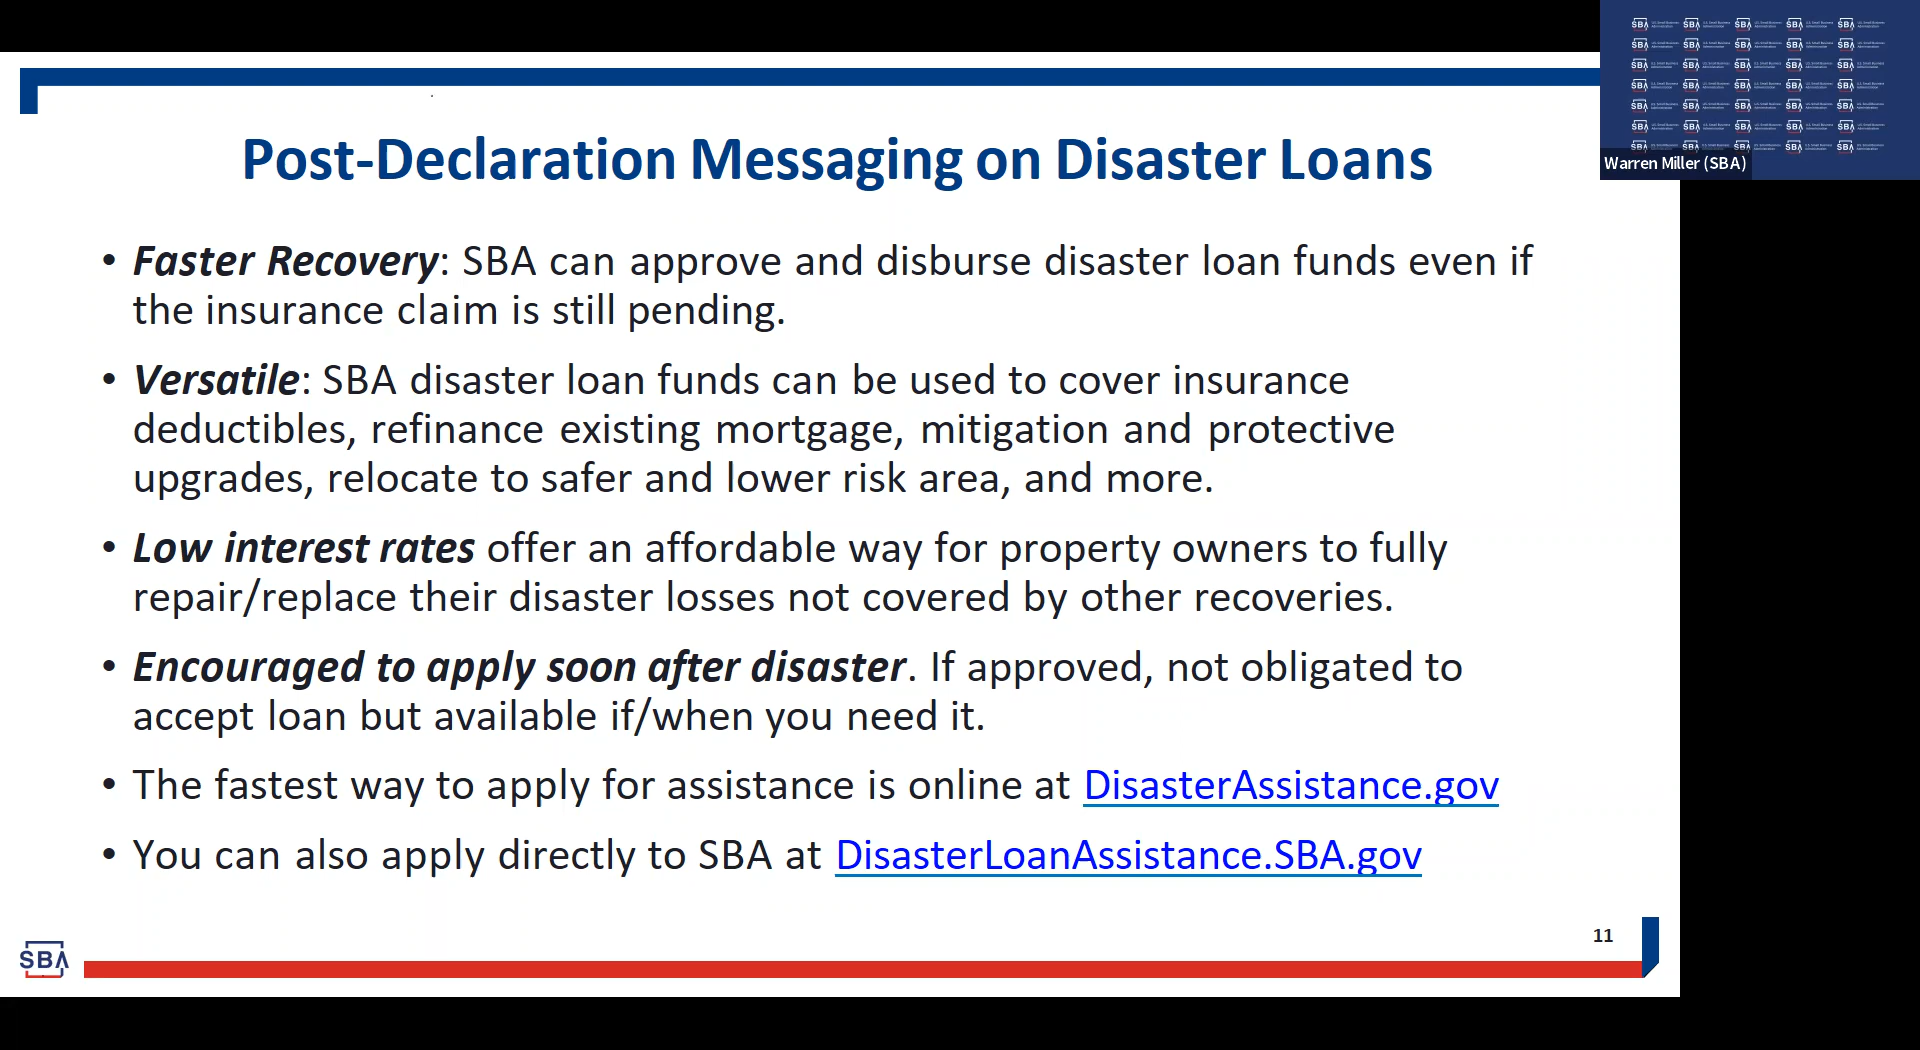 Post-Declaration Messaging on Disaster Loans
• Faster Recovery: SBA can approve and disburse disaster loan funds even if
the insurance claim is still pending.
• Versatile: SBA disaster loan funds can be used to cover insurance
deductibles, refinance existing mortgage, mitigation and protective
upgrades, relocate to safer and lower risk area, and more.
• Low interest rates offer an affordable way for property owners to fully
repair/replace their disaster losses not covered by other recoveries.
• Encouraged to apply soon after disaster. If approved, not obligated to
accept loan but available if/when you need it.
• The fastest way to apply for assistance is online at DisasterAssistance.gov
• You can also apply directly to SBA at DisasterLoanAssistance.SBA.gov
11
SBA
SBA U.S. Small Business Administration
Warren Miller (SBA)